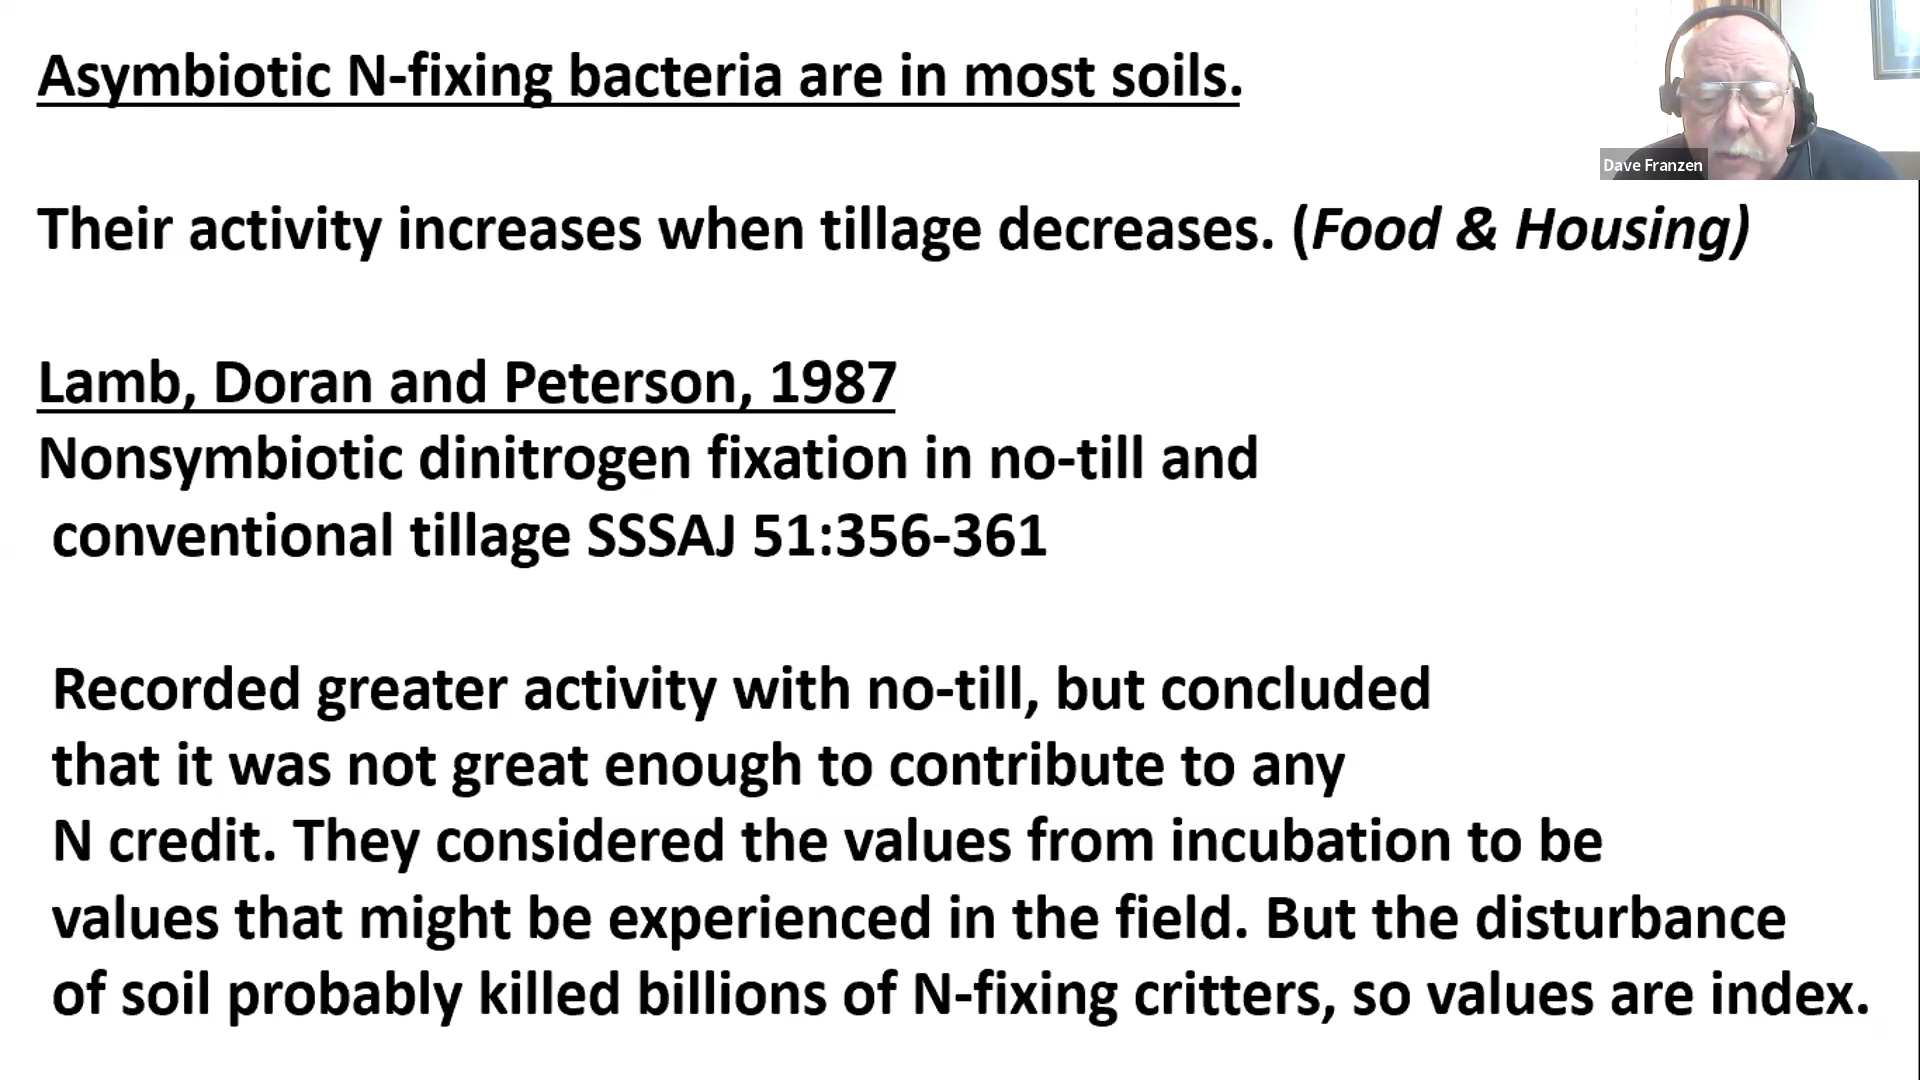 Asymbiotic N-fixing bacteria are in most soils.
Dave Franzen
Their activity increases when tillage decreases. (Food & Housing)
Lamb, Doran and Peterson, 1987
Nonsymbiotic dinitrogen fixation in no-till and
conventional tillage SSSAJ 51:356-361
Recorded greater activity with no-till, but concluded
that it was not great enough to contribute to any
N credit. They considered the values from incubation to be
values that might be experienced in the field. But the disturbance
of soil probably killed billions of N-fixing critters, so values are index.